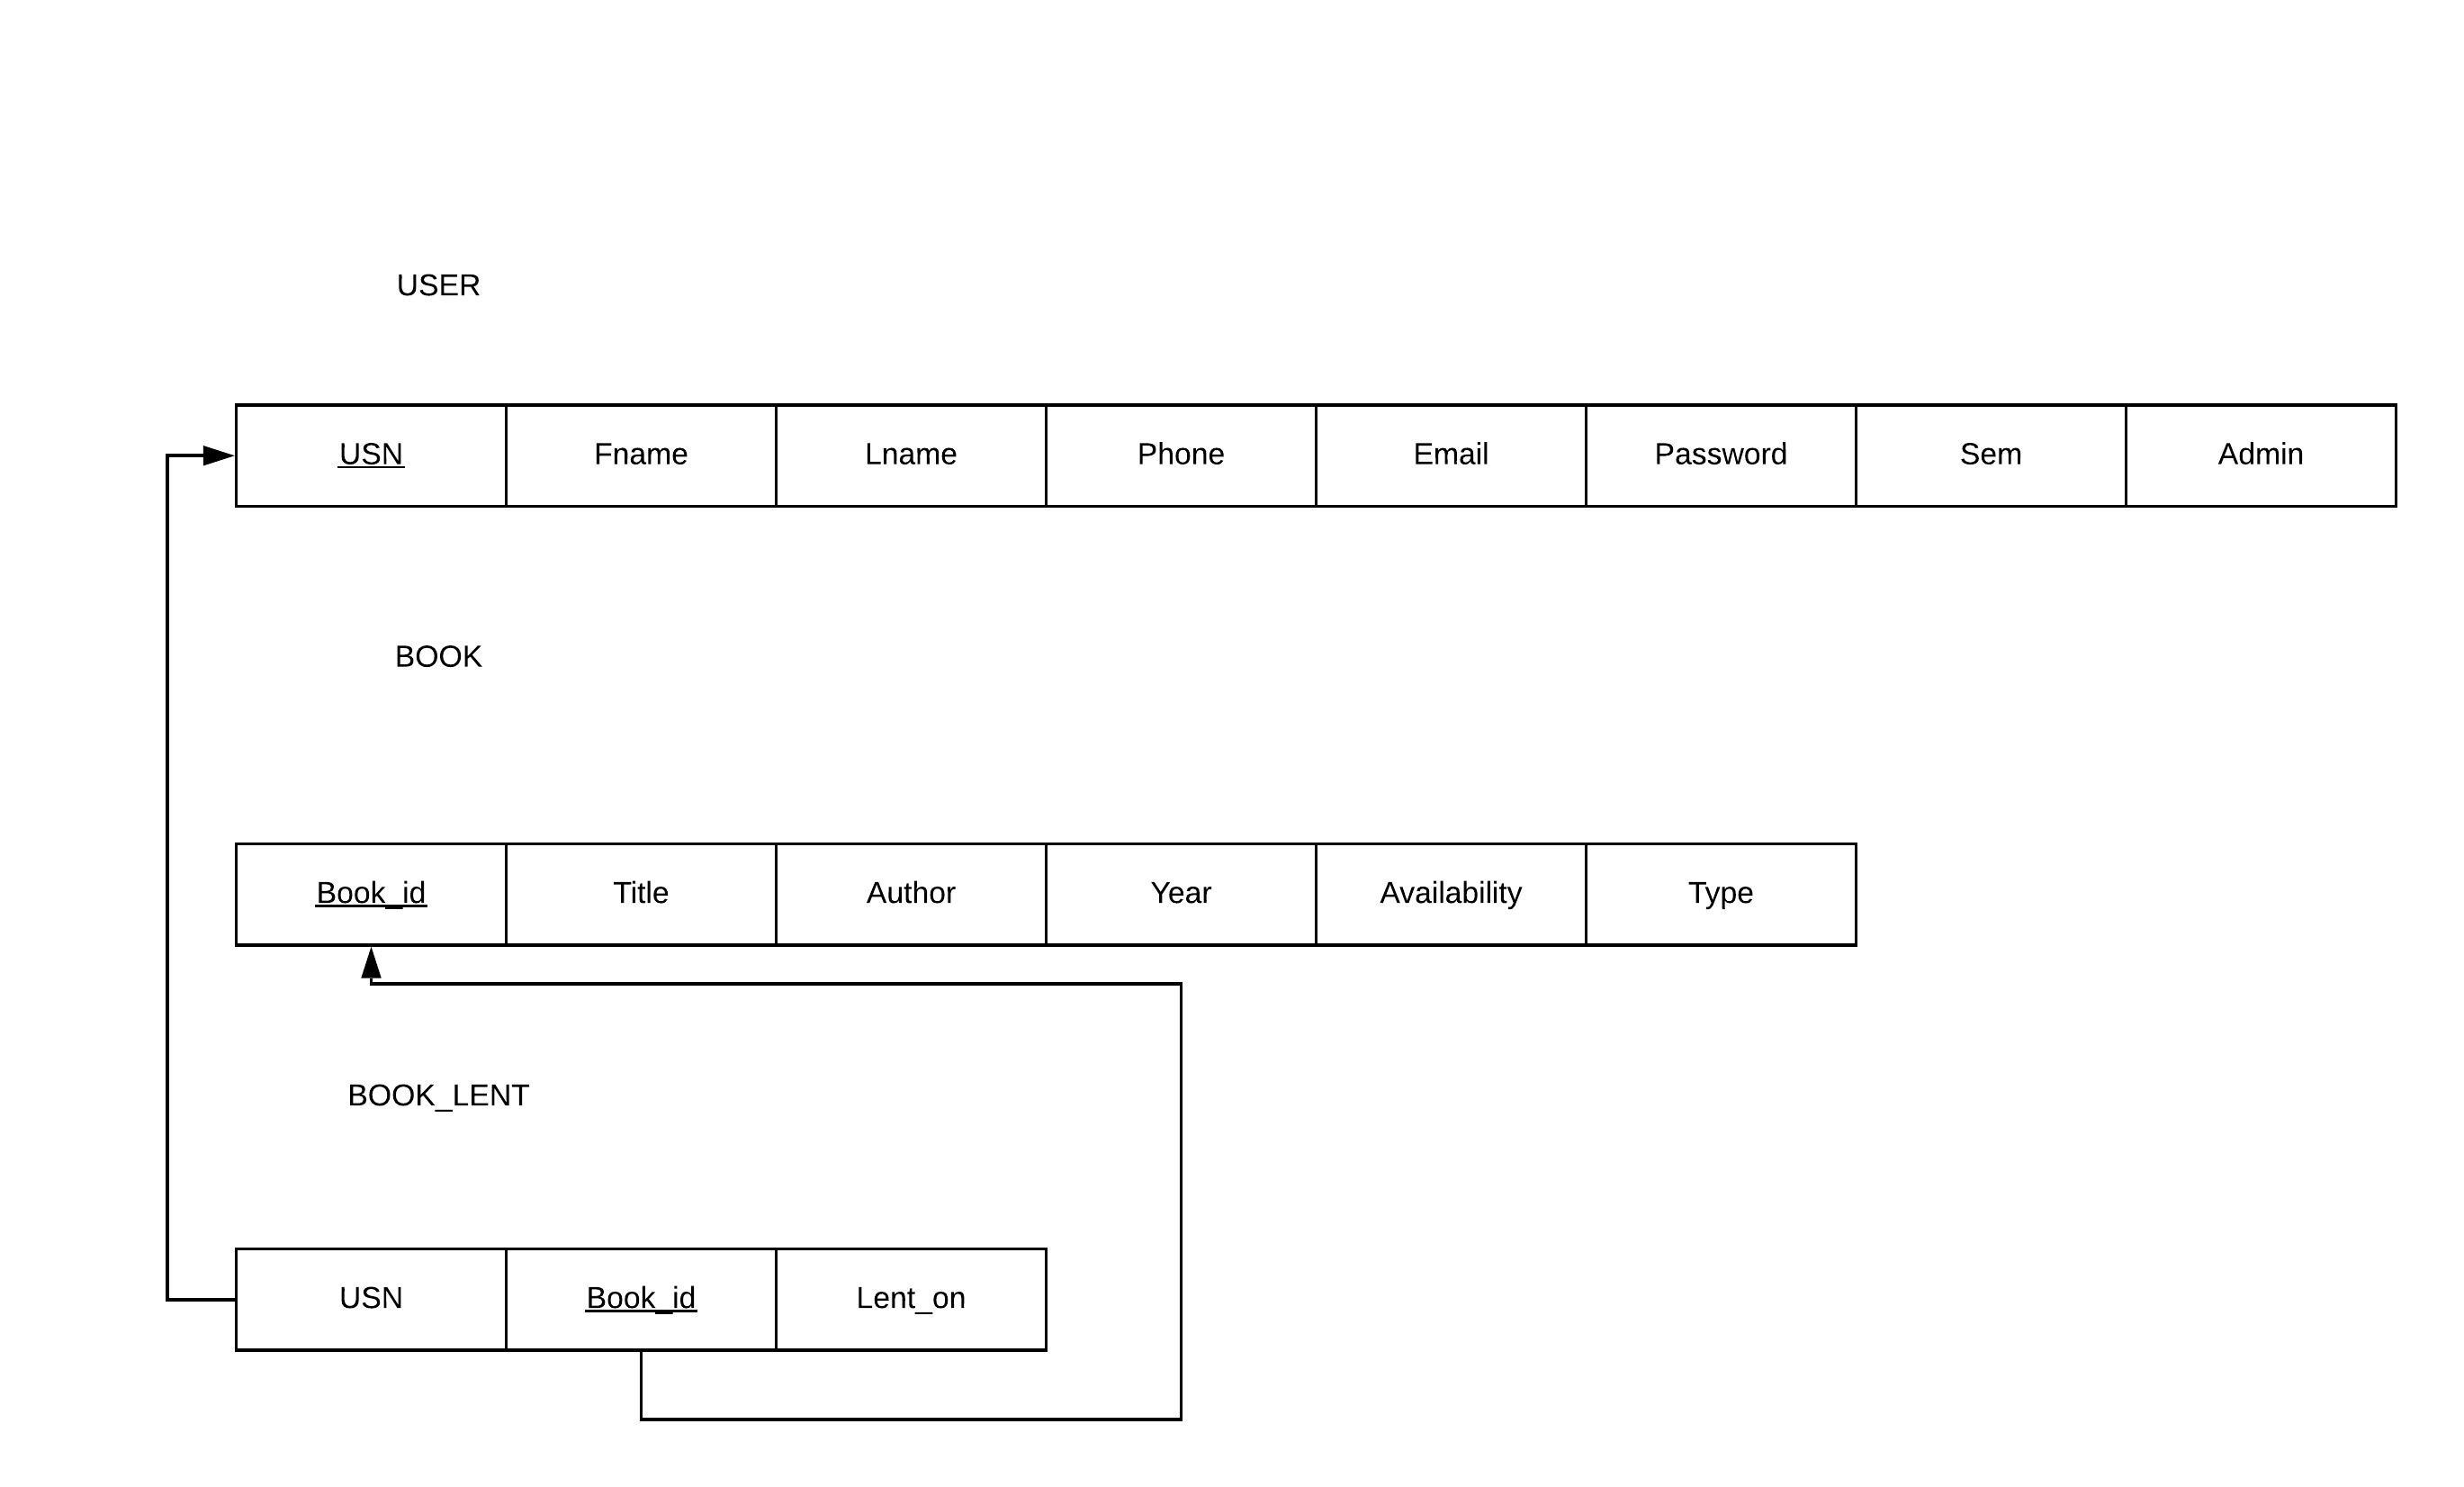 USER
USN Fname Lname Phone Email Password Sem Admin
BOOK
Book_id Title Author Year Availability Type
BOOK_LENT
USN Book_id Lent_on